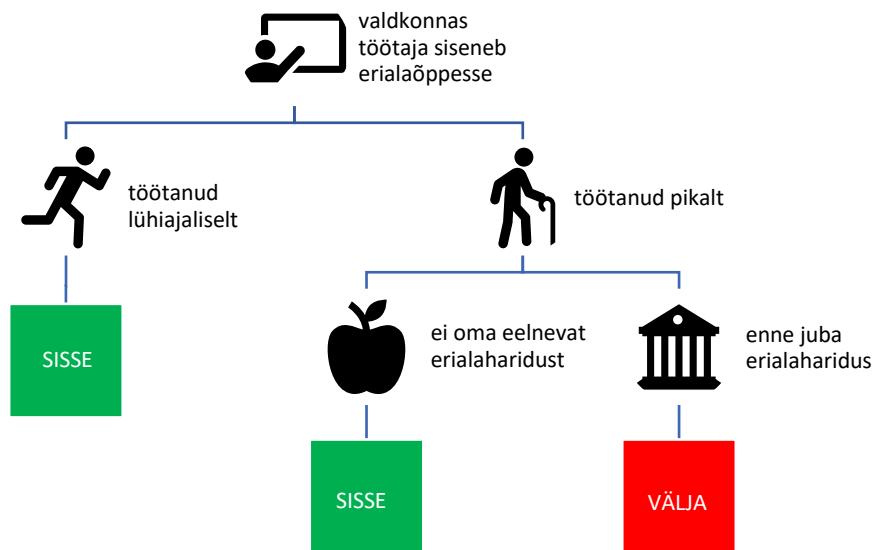 valdkonnas
töötaja siseneb
erialaõppesse
töötanud
lühiajaliselt
töötanud pikalt
SISSE
ei oma eelnevat
erialaharidust
enne juba
erialaharidus
SISSE
VÄLJA